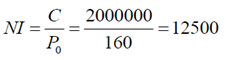 NI = C / P₀ = 2000000 / 160 = 12500